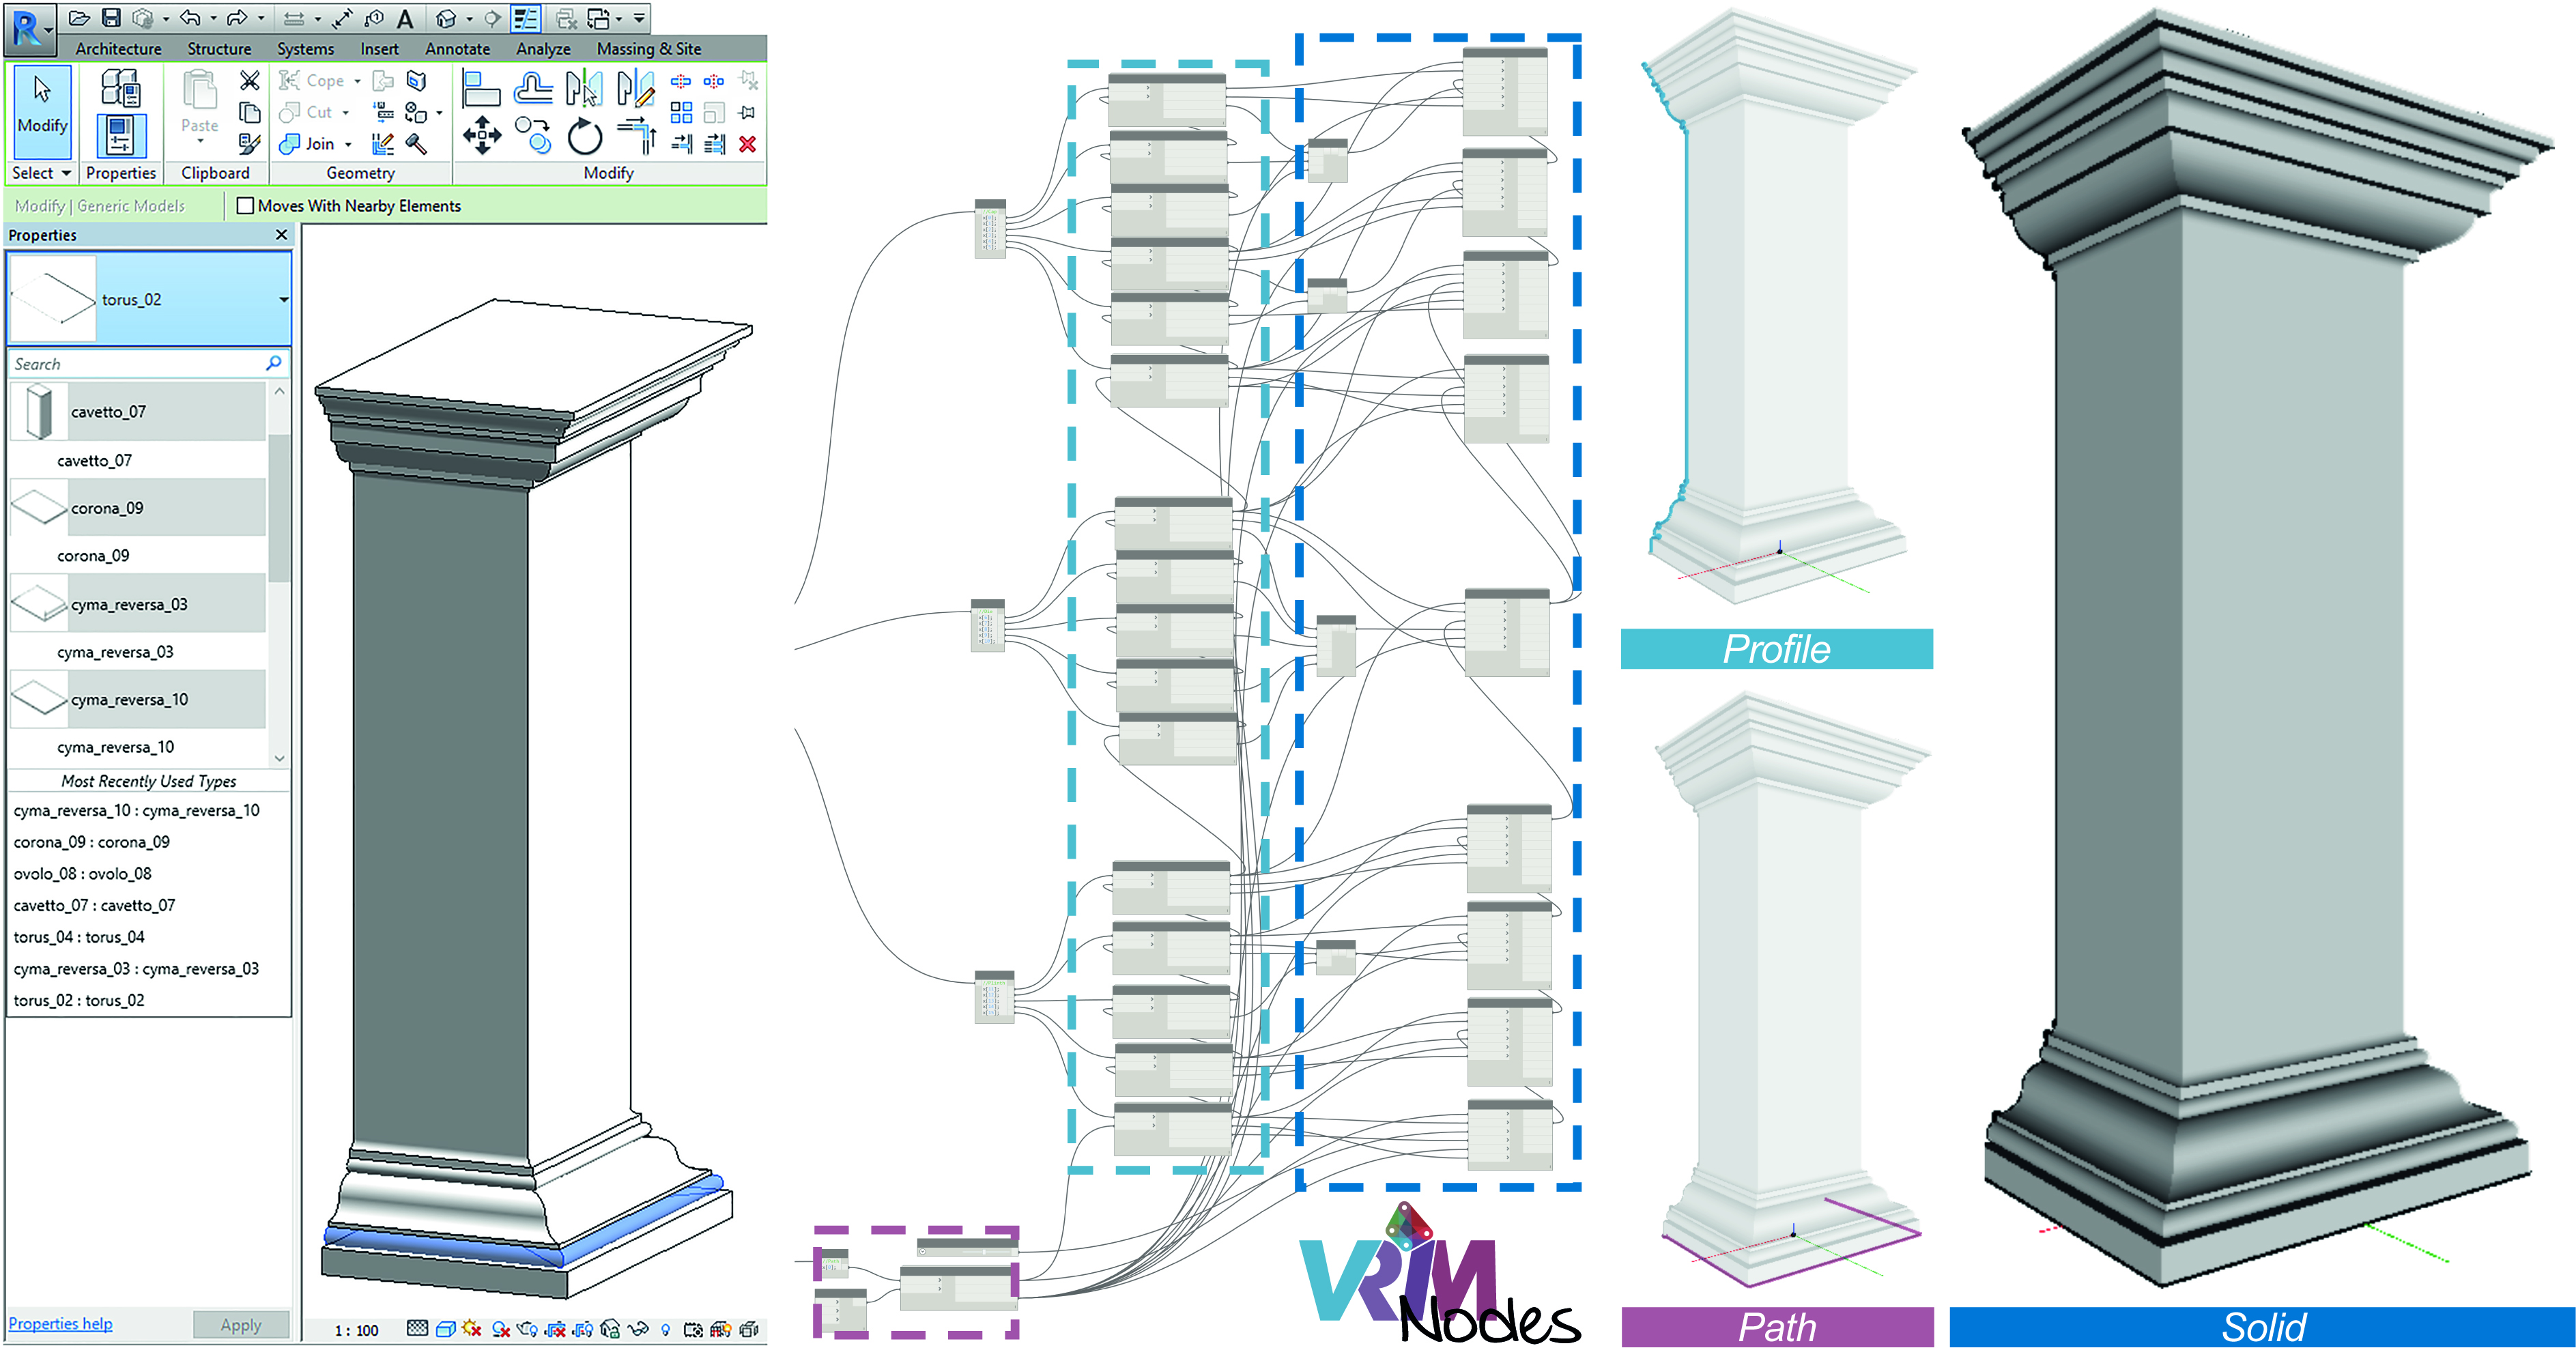 R
A
Architecture Structure Systems Insert Annotate Analyze Massing & Site
Modify
Paste
Cope
Cut
Join
Select Properties Clipboard Geometry Modify
Modify | Generic Models
Moves With Nearby Elements
Properties
torus_02
Search
cavetto_07
cavetto_07
corona_09
corona_09
cyma_reversa_03
cyma_reversa_03
cyma_reversa_10
cyma_reversa_10
Most Recently Used Types
cyma_reversa_10 : cyma_reversa_10
corona_09 : corona_09
ovolo_08 : ovolo_08
cavetto_07 : cavetto_07
torus_04 : torus_04
cyma_reversa_03 : cyma_reversa_03
torus_02 : torus_02
Properties help
Apply
1 : 100
VRIM
Nodes
Profile
Path
Solid